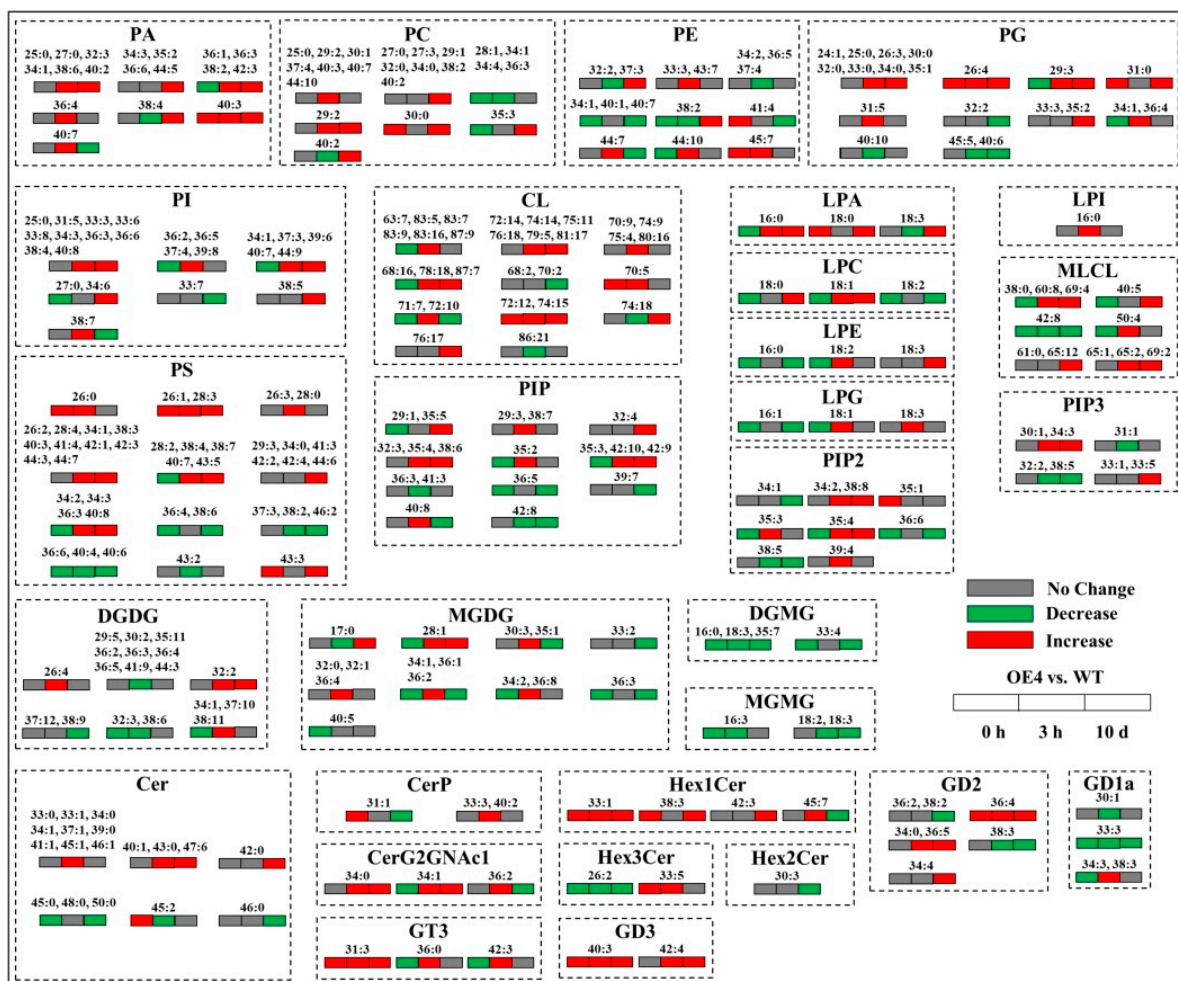 PA
25:0, 27:0, 32:3
34:1, 38:6, 40:2
34:3, 35:2
36:6, 44:5
36:1, 36:3
38:2, 42:3
36:4
38:4
40:3
40:7
PC
25:0, 29:2, 30:1
37:4, 40:3, 40:7
44:10
27:0, 27:3, 29:1
32:0, 34:0, 38:2
40:2
28:1, 34:1
34:4, 36:3
29:2
30:0
35:3
40:2
PE
32:2, 37:3
33:3, 43:7
34:2, 36:5
37:4
34:1, 40:1, 40:7
38:2
41:4
44:7
44:10
45:7
PG
24:1, 25:0, 26:3, 30:0
32:0, 33:0, 34:0, 35:1
26:4
29:3
31:0
31:5
32:2
33:3, 35:2
34:1, 36:4
40:10
45:5, 40:6
PI
25:0, 31:5, 33:3, 33:6
33:8, 34:3, 36:3, 36:6
38:4, 40:8
36:2, 36:5
37:4, 39:8
34:1, 37:3, 39:6
40:7, 44:9
27:0, 34:6
33:7
38:5
38:7
CL
63:7, 83:5, 83:7
83:9, 83:16, 87:9
72:14, 74:14, 75:11
76:18, 79:5, 81:17
70:9, 74:9
75:4, 80:16
68:16, 78:18, 87:7
68:2, 70:2
70:5
71:7, 72:10
72:12, 74:15
74:18
76:17
86:21
LPA
16:0
18:0
18:3
LPC
18:0
18:1
18:2
LPE
16:0
18:2
18:3
LPG
16:1
18:1
18:3
LPI
16:0
MLCL
38:0, 60:8, 69:4
40:5
42:8
50:4
61:0, 65:12
65:1, 65:2, 69:2
PS
26:0
26:1, 28:3
26:3, 28:0
26:2, 28:4, 34:1, 38:3
40:3, 41:4, 42:1, 42:3
44:3, 44:7
28:2, 38:4, 38:7
40:7, 43:5
29:3, 34:0, 41:3
42:2, 42:4, 44:6
34:2, 34:3
36:3 40:8
36:4, 38:6
37:3, 38:2, 46:2
36:6, 40:4, 40:6
43:2
43:3
PIP
29:1, 35:5
29:3, 38:7
32:4
32:3, 35:4, 38:6
35:2
35:3, 42:10, 42:9
36:3, 41:3
36:5
39:7
40:8
42:8
PIP2
34:1
34:2, 38:8
35:1
35:3
35:4
36:6
38:5
39:4
PIP3
30:1, 34:3
31:1
32:2, 38:5
33:1, 33:5
No Change
Decrease
Increase
OE4 vs. WT
0 h
3 h
10 d
DGDG
29:5, 30:2, 35:11
36:2, 36:3, 36:4
36:5, 41:9, 44:3
26:4
32:2
37:12, 38:9
32:3, 38:6
34:1, 37:10
38:11
MGDG
17:0
28:1
30:3, 35:1
33:2
32:0, 32:1
36:4
34:1, 36:1
36:2
34:2, 36:8
36:3
40:5
DGMG
16:0, 18:3, 35:7
33:4
MGMG
16:3
18:2, 18:3
Cer
33:0, 33:1, 34:0
34:1, 37:1, 39:0
41:1, 45:1, 46:1
40:1, 43:0, 47:6
42:0
45:0, 48:0, 50:0
45:2
46:0
CerP
31:1
33:3, 40:2
Hex1Cer
33:1
38:3
42:3
45:7
GD2
36:2, 38:2
36:4
34:0, 36:5
38:3
34:4
GD1a
30:1
33:3
34:3, 38:3
CerG2GNAc1
34:0
34:1
36:2
Hex3Cer
26:2
33:5
Hex2Cer
30:3
GT3
31:3
36:0
42:3
GD3
40:3
42:4